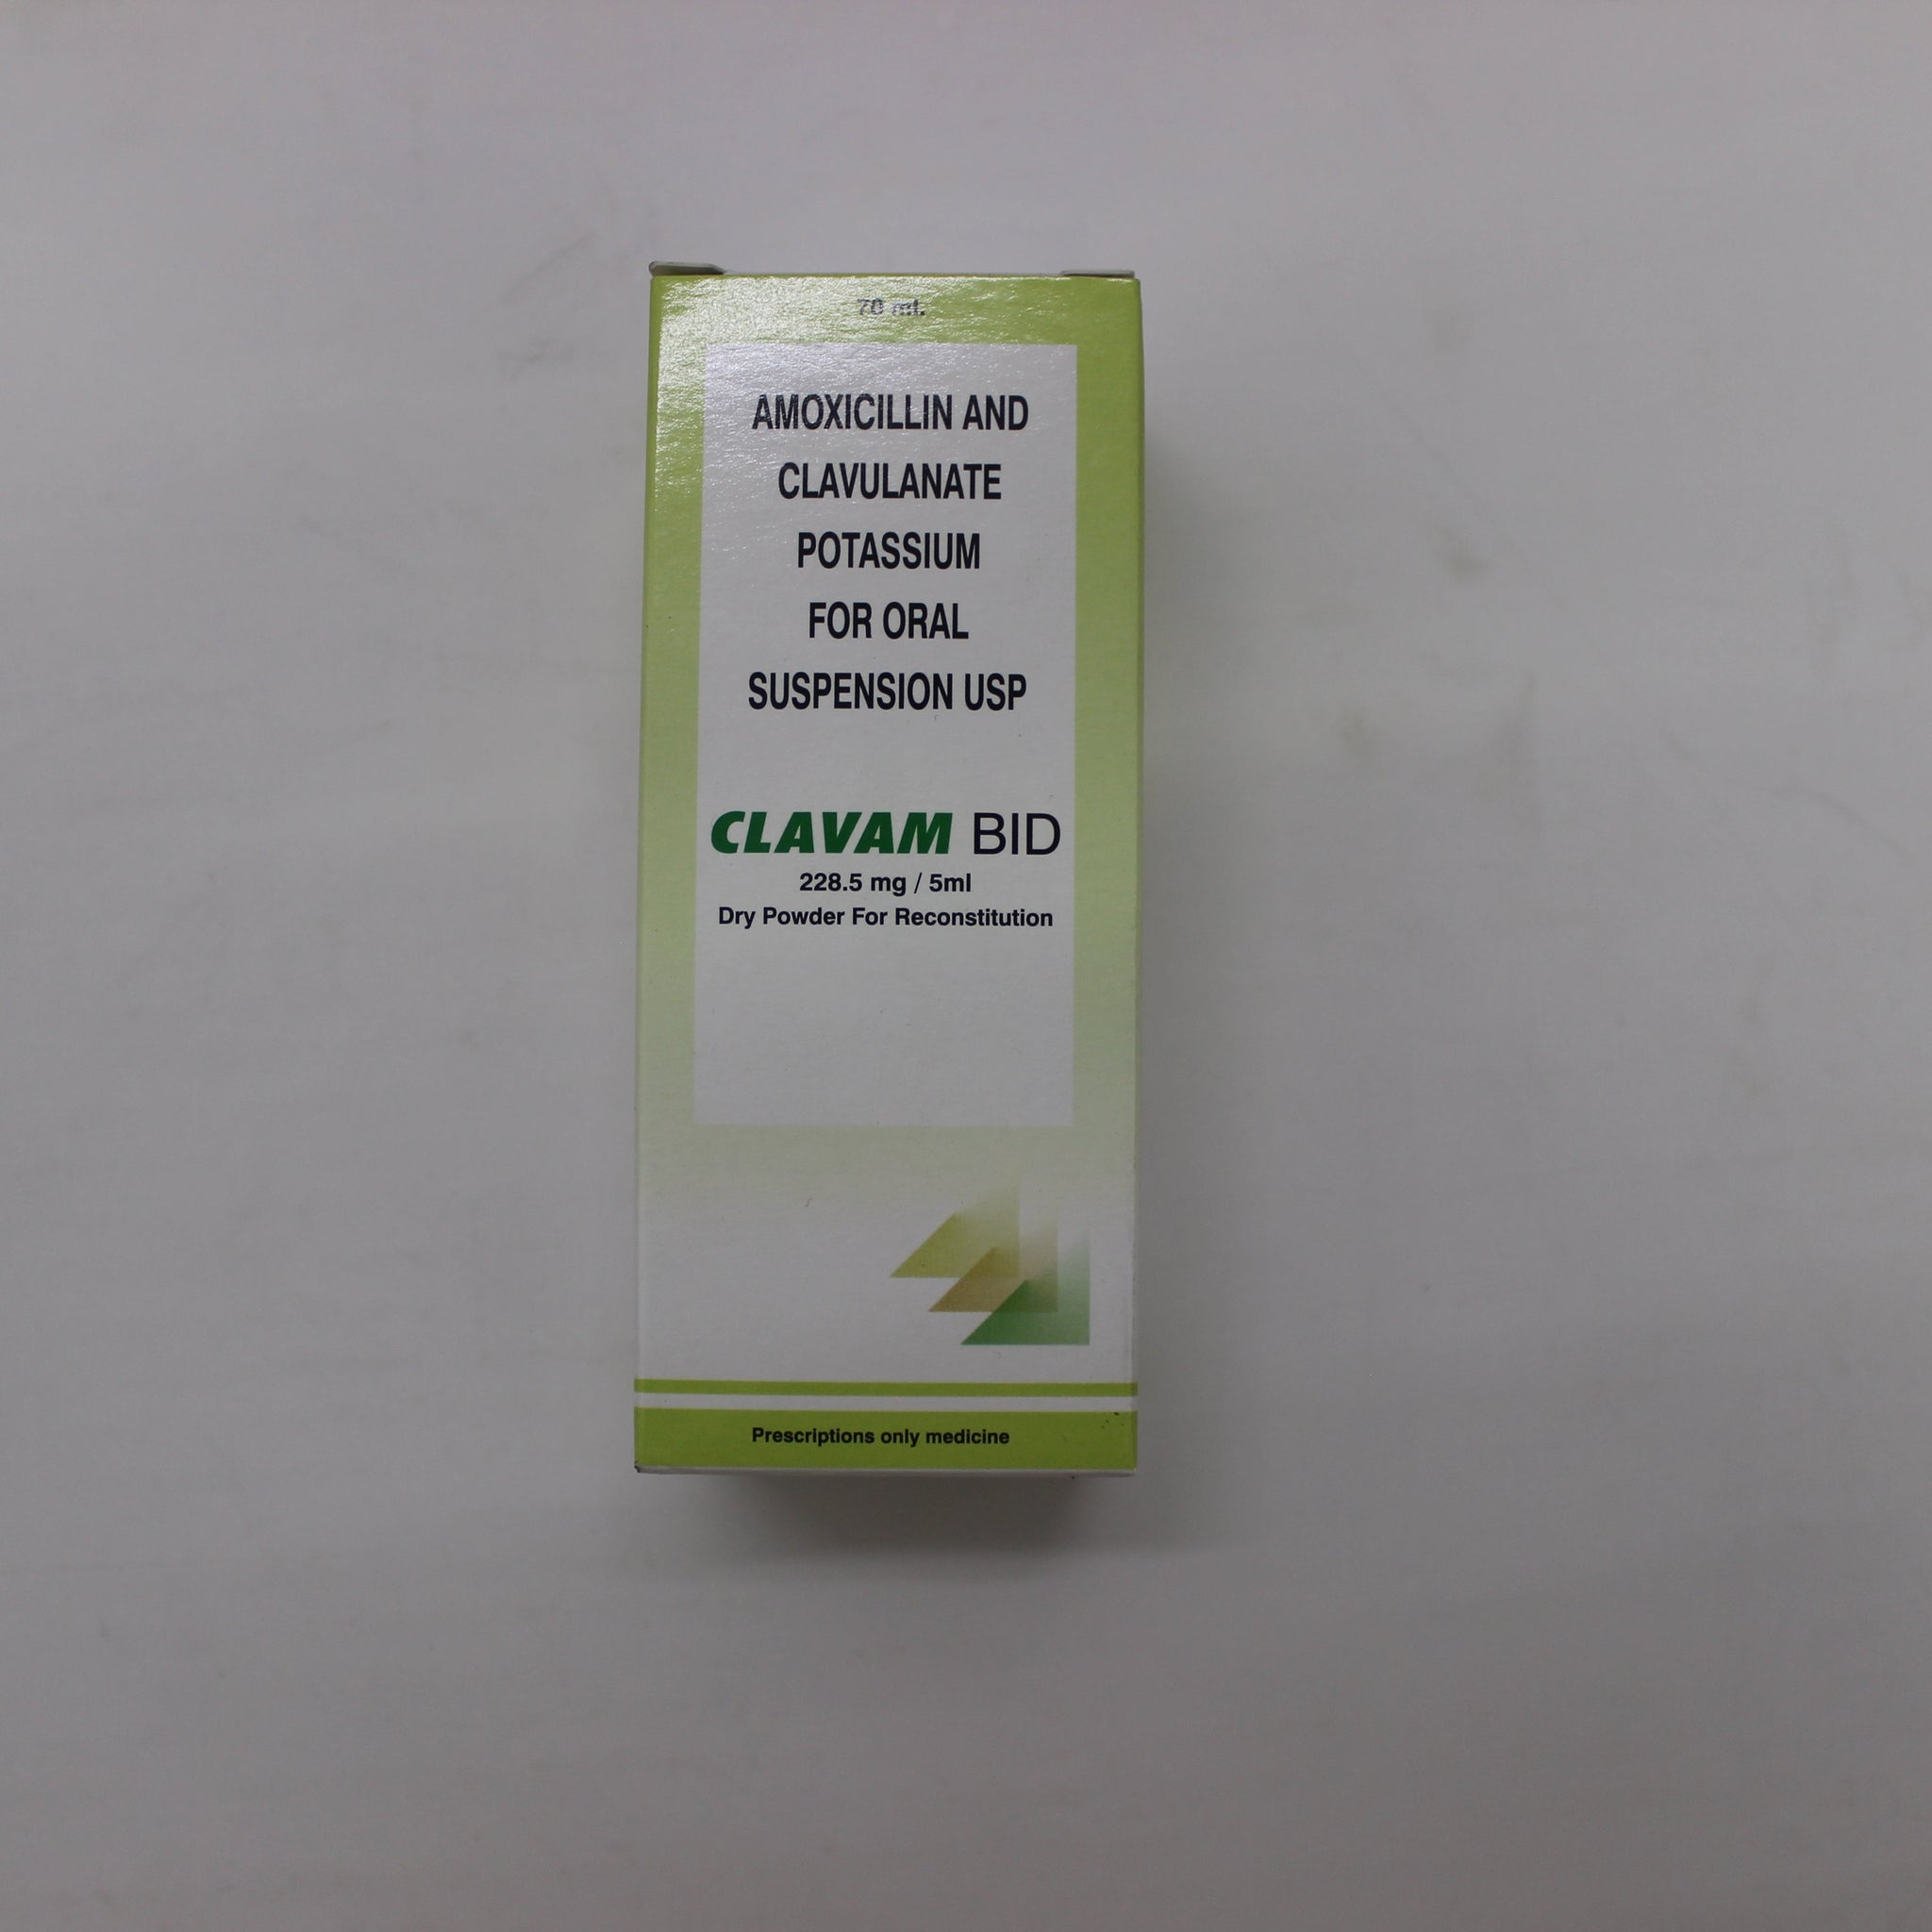 70 ml.
AMOXICILLIN AND
CLAVULANATE
POTASSIUM
FOR ORAL
SUSPENSION USP
CLAVAM BID
228.5 mg / 5ml
Dry Powder For Reconstitution
Prescriptions only medicine